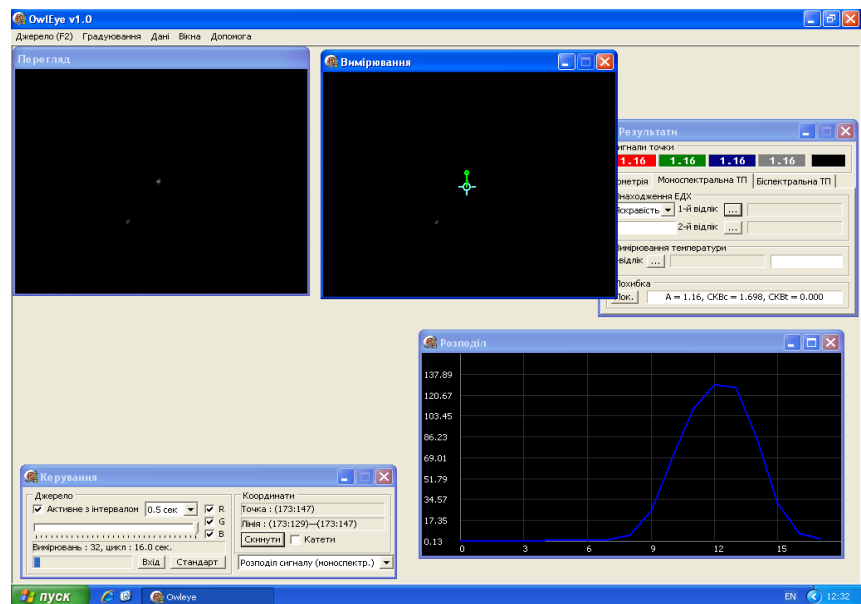 OwlEye v1.0
Джерело (F2) Градуювання Дані Вікна Допомога
Перегляд
Вимірювання
Результати
1.16 1.16 1.16 1.16
Моноспектральна ТП Біспектральна ТП
находження ЕДХ
Яскравість 1-й відлік ...
2-й відлік ...
Вимірювання температури
відлік ...
Похибка
Пок. A = 1.16, СКВс = 1.698, СКВt = 0.000
Розподіл
137.89
120.67
103.45
86.23
69.01
51.79
34.57
17.35
0.13
0 3 6 9 12 15
Керування
Джерело
Активне з інтервалом 0.5 сек R
G
B
Вимірювань : 32, цикл : 16.0 сек.
Вхід Стандарт
Координати
Точка : (173:147)
Лінія : (173:129)—(173:147)
Скинути Катети
Розподіл сигналу (моноспектр.)
пуск Owleye EN 12:32